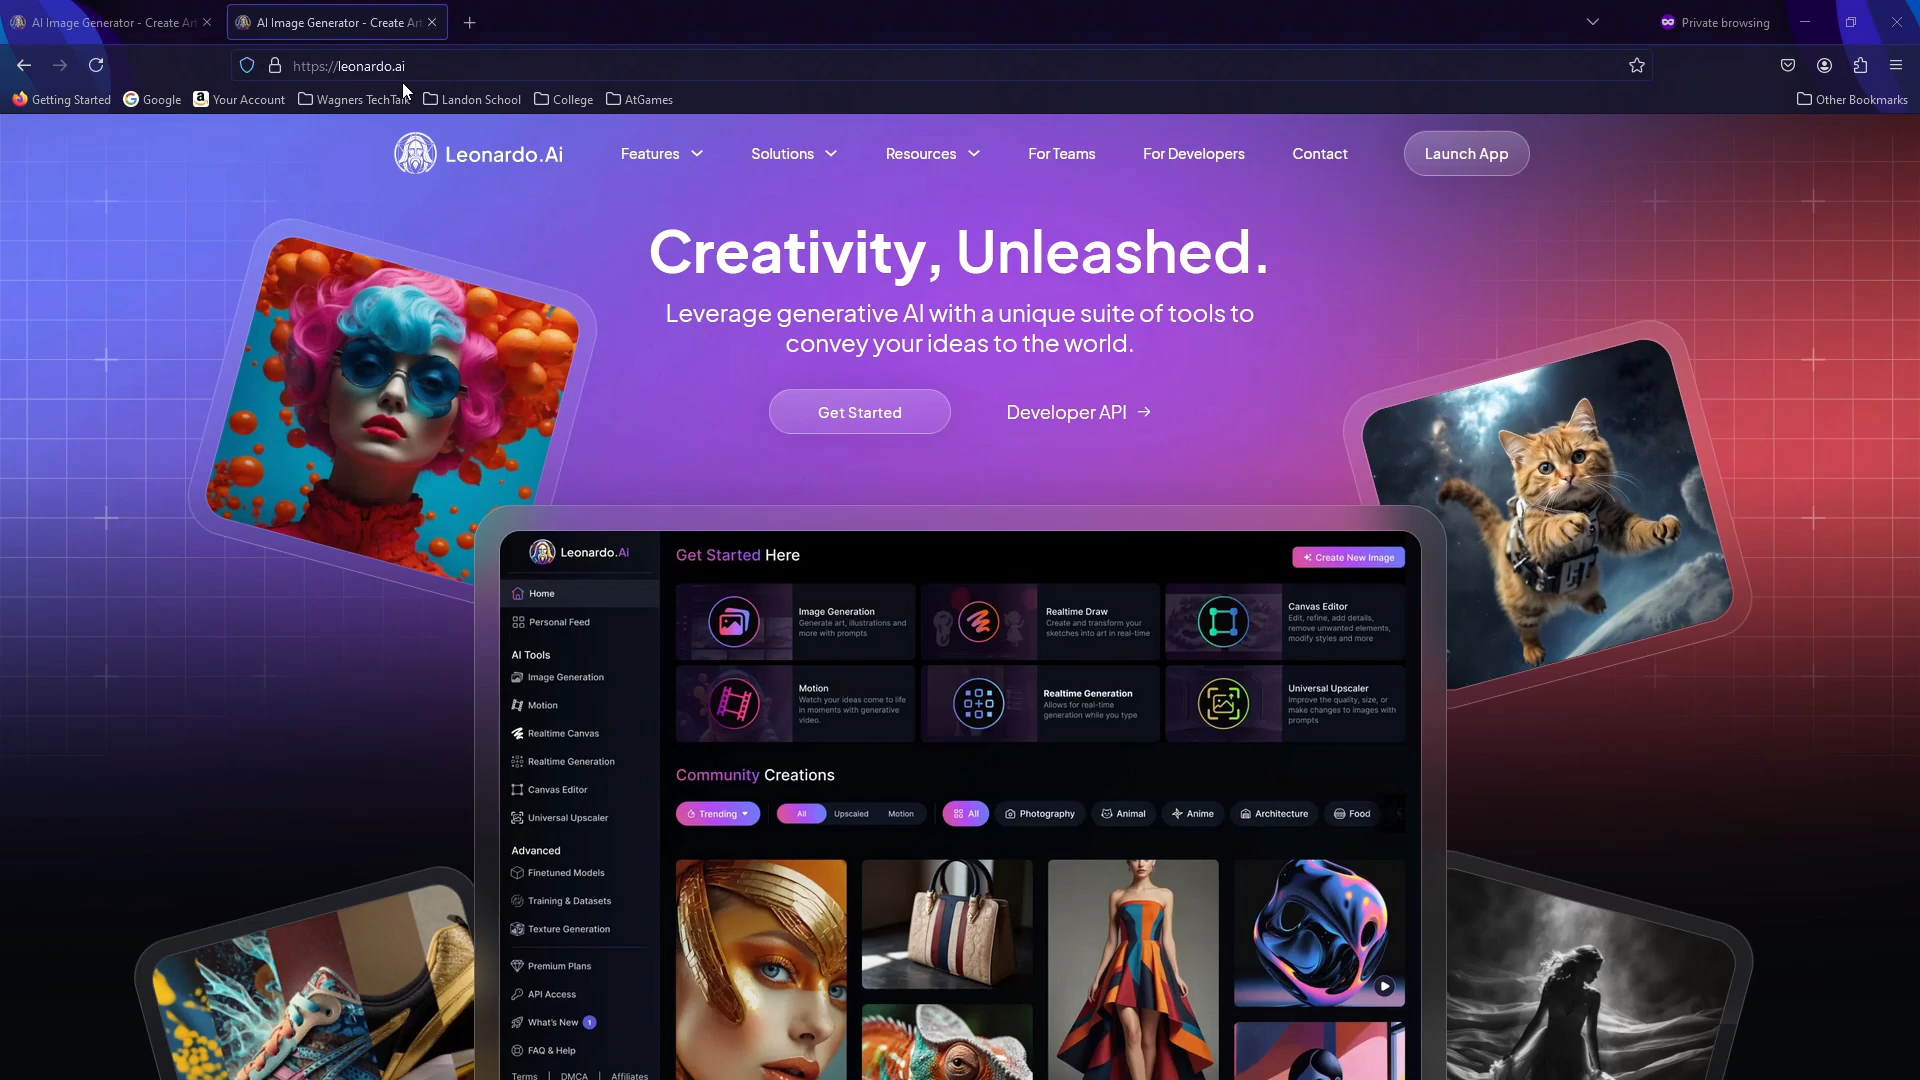 AI Image Generator - Create Art
AI Image Generator - Create Art
Private browsing
https://leonardo.ai
Getting Started
Google
Your Account
Wagners TechTalk
Landon School
College
AtGames
Other Bookmarks
Leonardo.Ai
Features
Solutions
Resources
For Teams
For Developers
Contact
Launch App
Creativity, Unleashed.
Leverage generative AI with a unique suite of tools to
convey your ideas to the world.
Get Started
Developer API →
Leonardo.Ai
Home
Personal Feed
AI Tools
Image Generation
Motion
Realtime Canvas
Realtime Generation
Canvas Editor
Universal Upscaler
Advanced
Finetuned Models
Training & Datasets
Texture Generation
Premium Plans
API Access
What's New 1
FAQ & Help
Terms | DMCA | Affiliates
Get Started Here
Create New Image
Image Generation
Generate art, illustrations and
more with prompts
Realtime Draw
Create and transform your
sketches into art in real-time
Canvas Editor
Edit, refine, add details,
remove unwanted elements,
modify styles and more
Motion
Watch your ideas come to life
in moments with generative
video.
Realtime Generation
Allows for real-time
generation while you type
Universal Upscaler
Improve the quality, size, or
make changes to images with
prompts
Community Creations
Trending
All
Upscaled
Motion
All
Photography
Animal
Anime
Architecture
Food